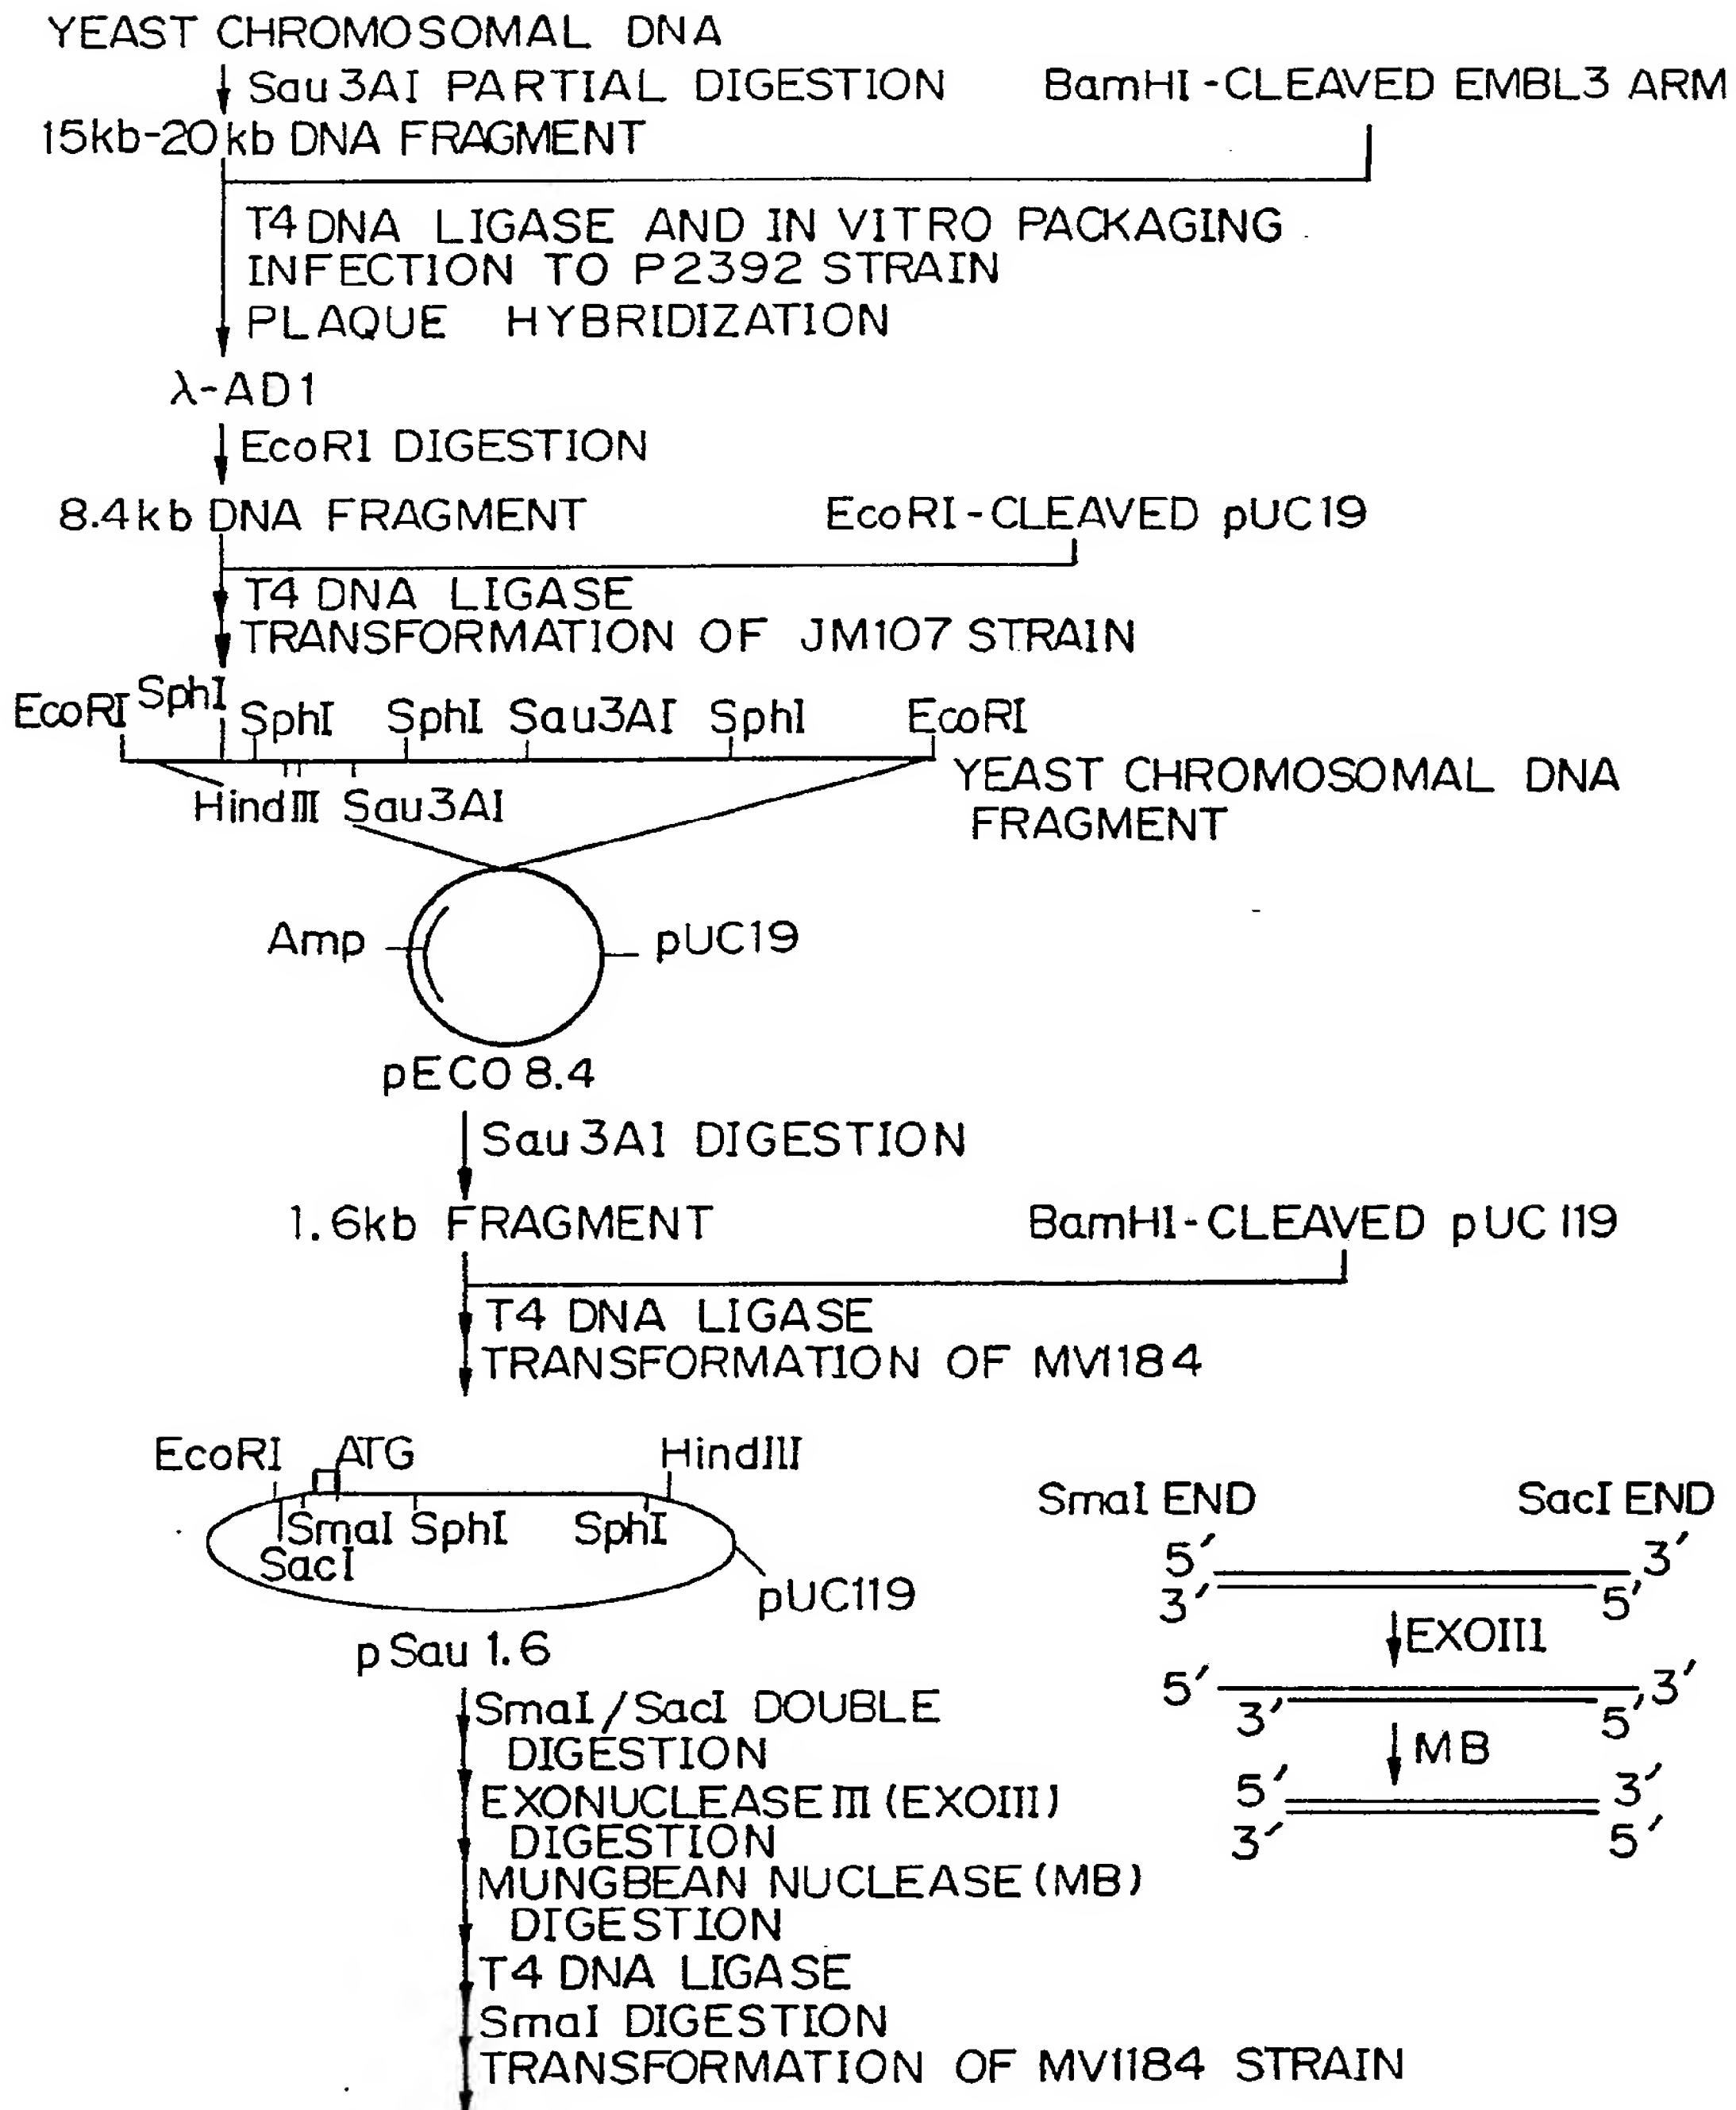 YEAST CHROMOSOMAL DNA
Sau3AI PARTIAL DIGESTION BamHI-CLEAVED EMBL3 ARM
15kb-20kb DNA FRAGMENT
T4 DNA LIGASE AND IN VITRO PACKAGING
INFECTION TO P2392 STRAIN
PLAQUE HYBRIDIZATION
λ-AD1
EcoRI DIGESTION
8.4kb DNA FRAGMENT EcoRI-CLEAVED pUC19
T4 DNA LIGASE
TRANSFORMATION OF JM107 STRAIN
EcoRI SphI SphI SphI Sau3AI SphI EcoRI
HindIII Sau3AI
YEAST CHROMOSOMAL DNA
FRAGMENT
Amp pUC19
pECO 8.4
Sau3AI DIGESTION
1.6kb FRAGMENT BamHI-CLEAVED pUC119
T4 DNA LIGASE
TRANSFORMATION OF MV1184
EcoRI ATG HindIII
SmaI SphI SphI
SacI
pUC119
pSau 1.6
SmaI END SacI END
5′ 3′
3′ 5′
EXOIII
5′ 3′
3′ 5′
MB
5′ 3′
3′ 5′
SmaI/SacI DOUBLE
DIGESTION
EXONUCLEASE III (EXOIII)
DIGESTION
MUNGBEAN NUCLEASE (MB)
DIGESTION
T4 DNA LIGASE
SmaI DIGESTION
TRANSFORMATION OF MV1184 STRAIN